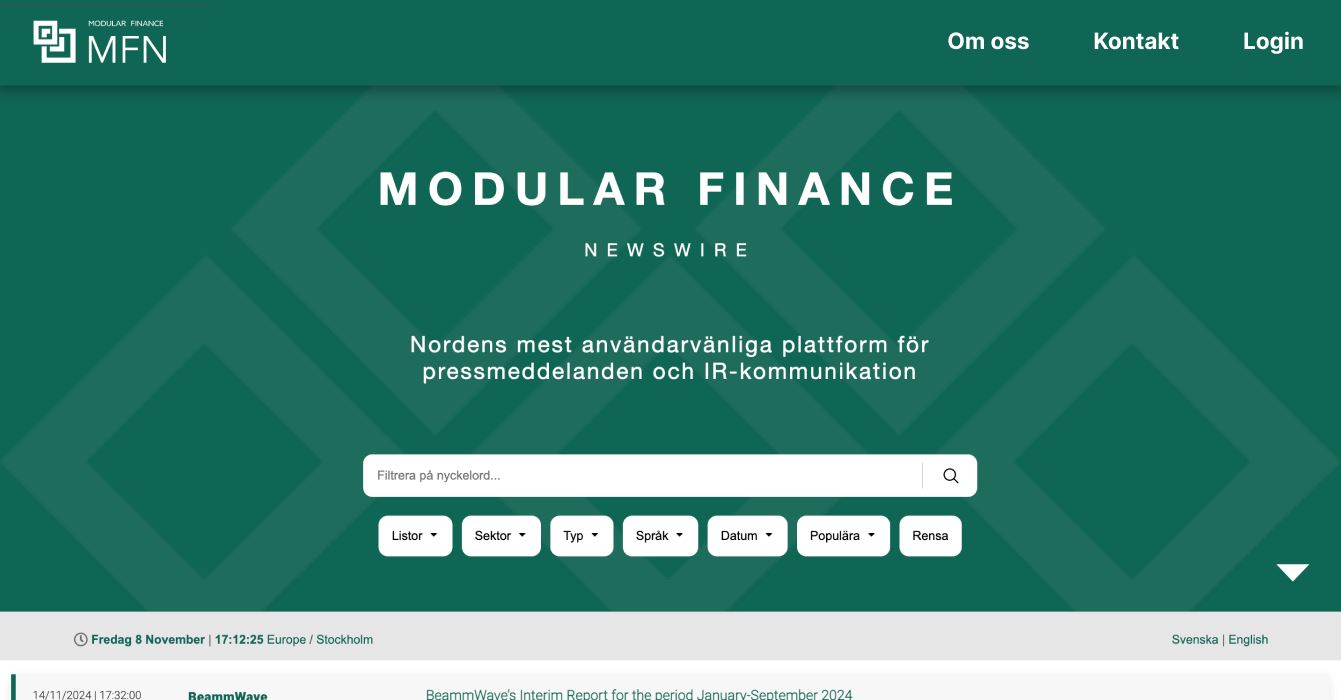 MODULAR FINANCE
MFN
Om oss
Kontakt
Login
MODULAR FINANCE
NEWSWIRE
Nordens mest användarvänliga plattform för
pressmeddelanden och IR-kommunikation
Filtrera på nyckelord...
Listor
Sektor
Typ
Språk
Datum
Populära
Rensa
Fredag 8 November | 17:12:25 Europe / Stockholm
Svenska | English
14/11/2024 | 17:32:00
BeammWave
BeammWave's Interim Report for the period January-September 2024